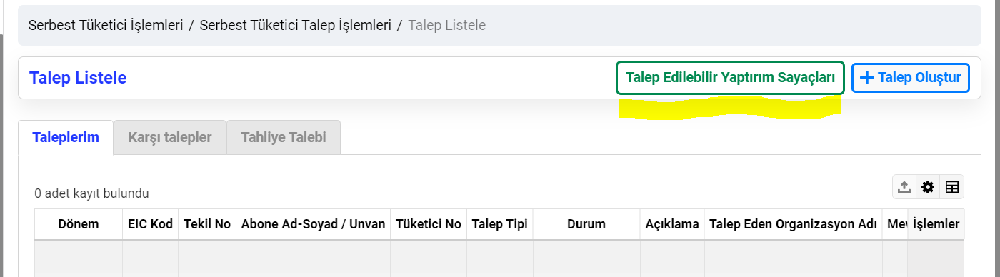 Serbest Tüketici İşlemleri / Serbest Tüketici Talep İşlemleri / Talep Listele
Talep Listele
Talep Edilebilir Yaptırım Sayaçları
+ Talep Oluştur
Taleplerim
Karşı talepler
Tahliye Talebi
0 adet kayıt bulundu
Dönem EIC Kod Tekil No Abone Ad-Soyad / Unvan Tüketici No Talep Tipi Durum Açıklama Talep Eden Organizasyon Adı İşlemler